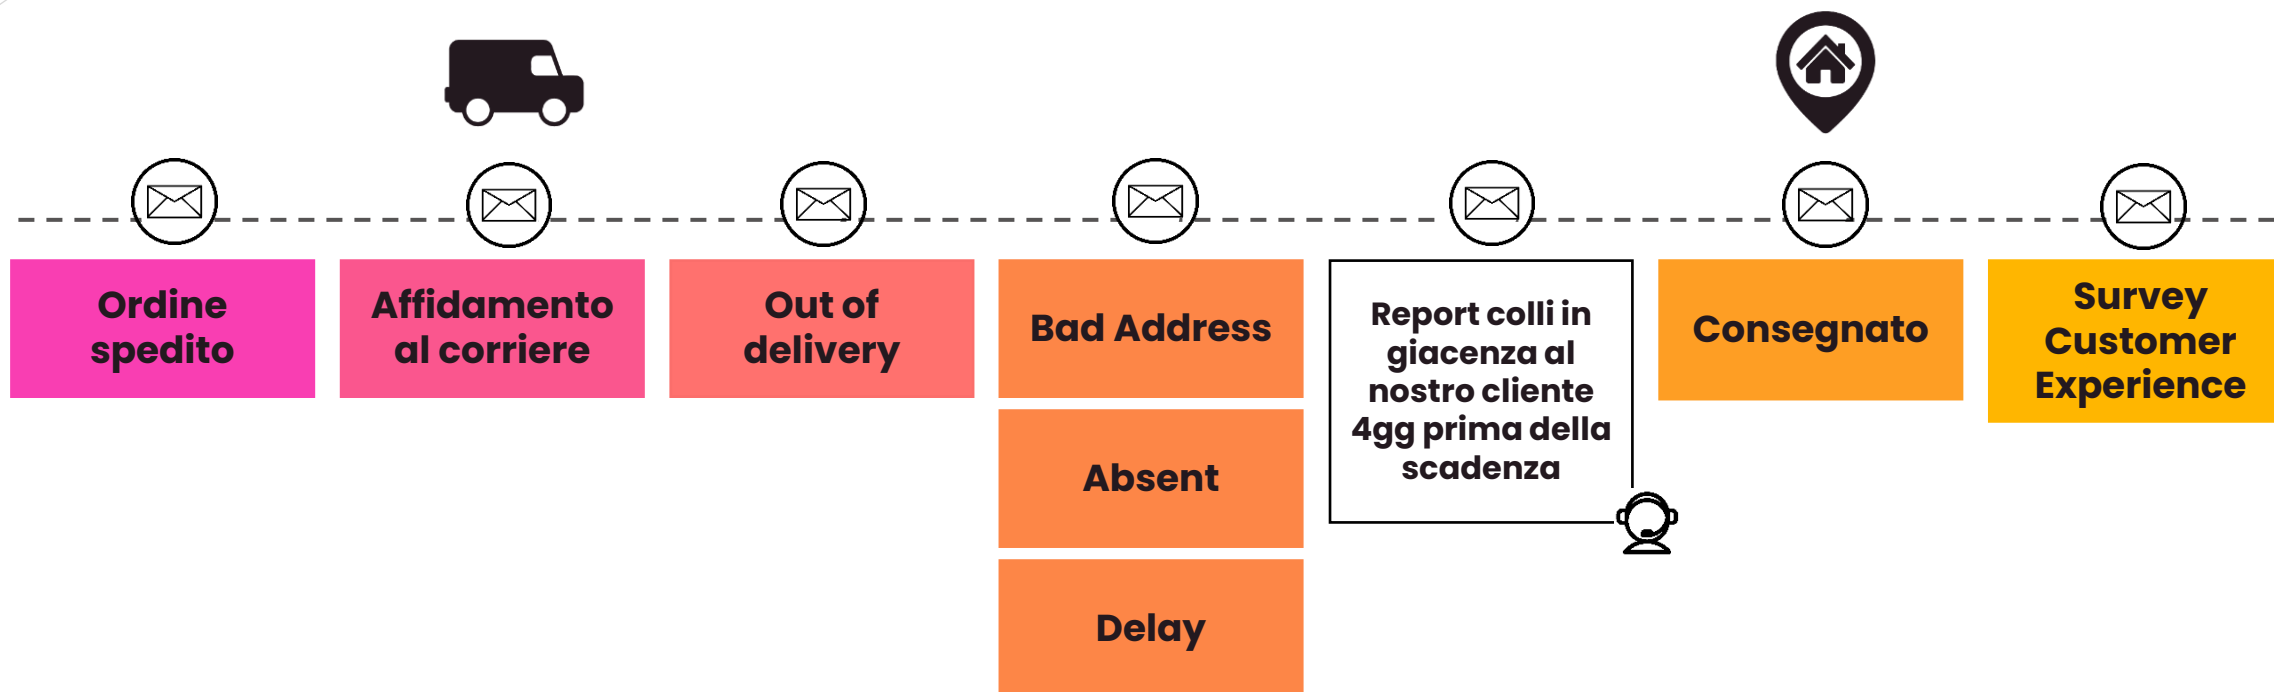 Ordine
spedito
Affidamento
al corriere
Out of
delivery
Bad Address
Absent
Delay
Report colli in
giacenza al
nostro cliente
4gg prima della
scadenza
Consegnato
Survey
Customer
Experience